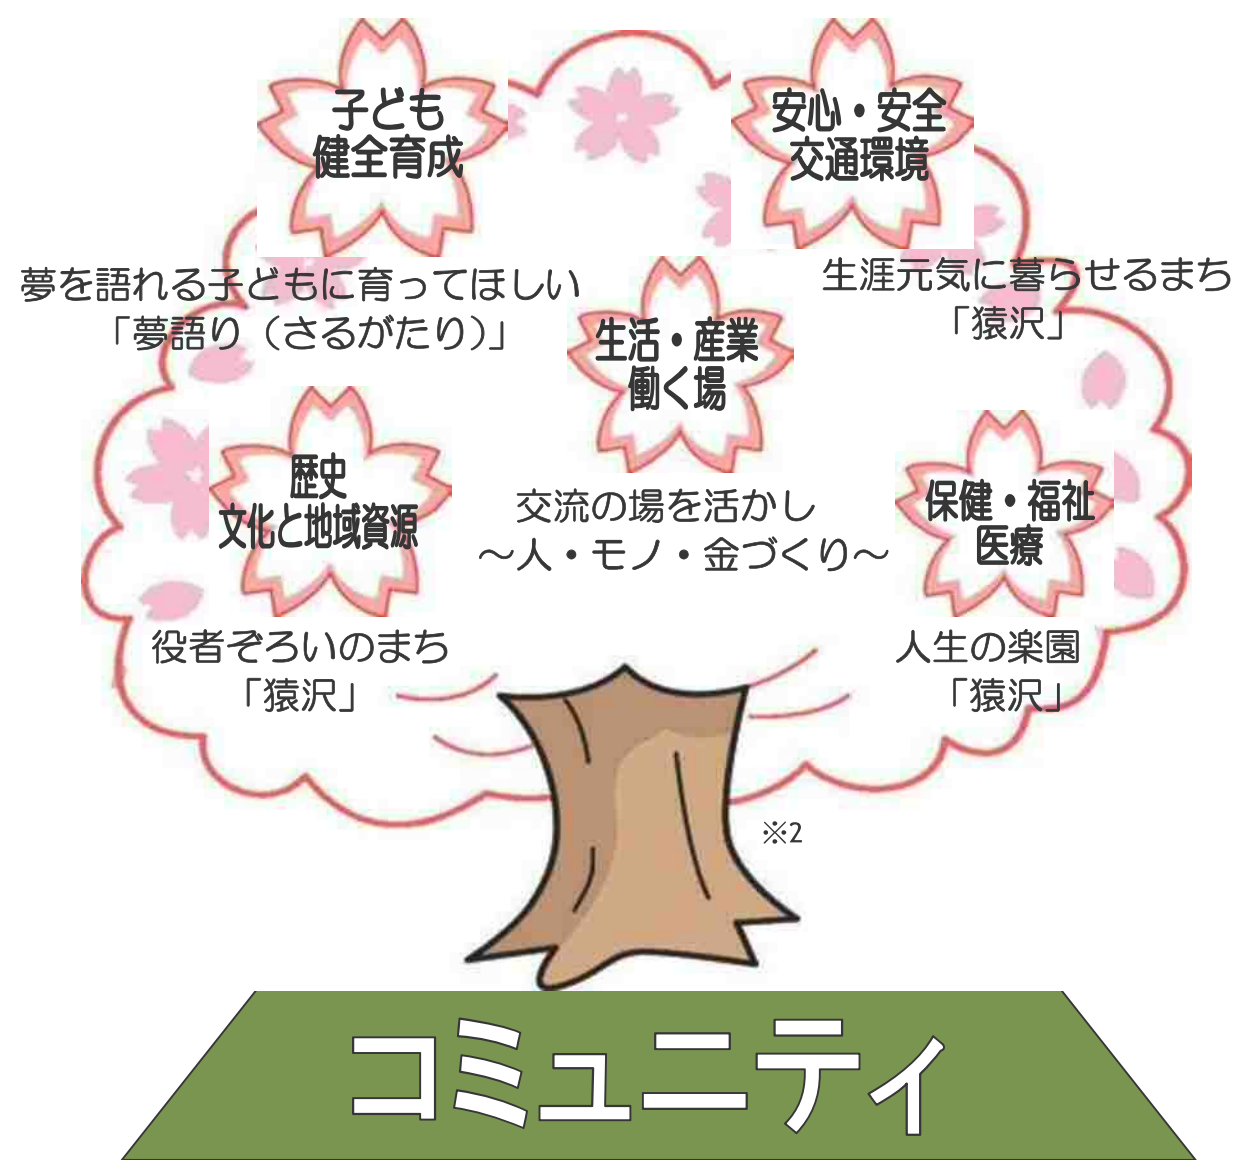 子ども
健全育成
夢を語れる子どもに育ってほしい
「夢語り（さるがたり）」
安心・安全
交通環境
生涯元気に暮らせるまち
「猿沢」
生活・産業
働く場
交流の場を活かし
～人・モノ・金づくり～
歴史
文化と地域資源
役者ぞろいのまち
「猿沢」
保健・福祉
医療
人生の楽園
「猿沢」
※2
コミュニティ